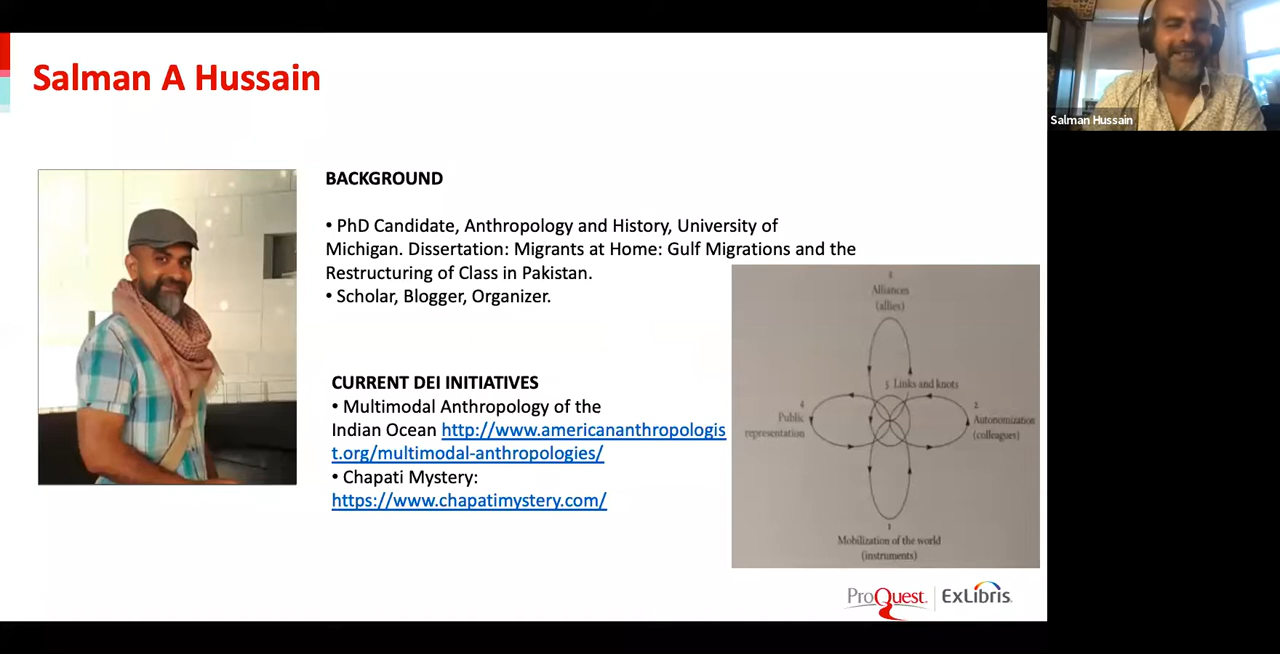 Salman A Hussain
Salman Hussain
BACKGROUND
• PhD Candidate, Anthropology and History, University of
Michigan. Dissertation: Migrants at Home: Gulf Migrations and the
Restructuring of Class in Pakistan.
• Scholar, Blogger, Organizer.
CURRENT DEI INITIATIVES
• Multimodal Anthropology of the
Indian Ocean http://www.americananthropologis
t.org/multimodal-anthropologies/
• Chapati Mystery:
https://www.chapatimystery.com/
Alliances
(allies)
5 Links and knots
4
Public
representation
2
Autonomization
(colleagues)
1
Mobilization of the world
(instruments)
ProQuest | ExLibris